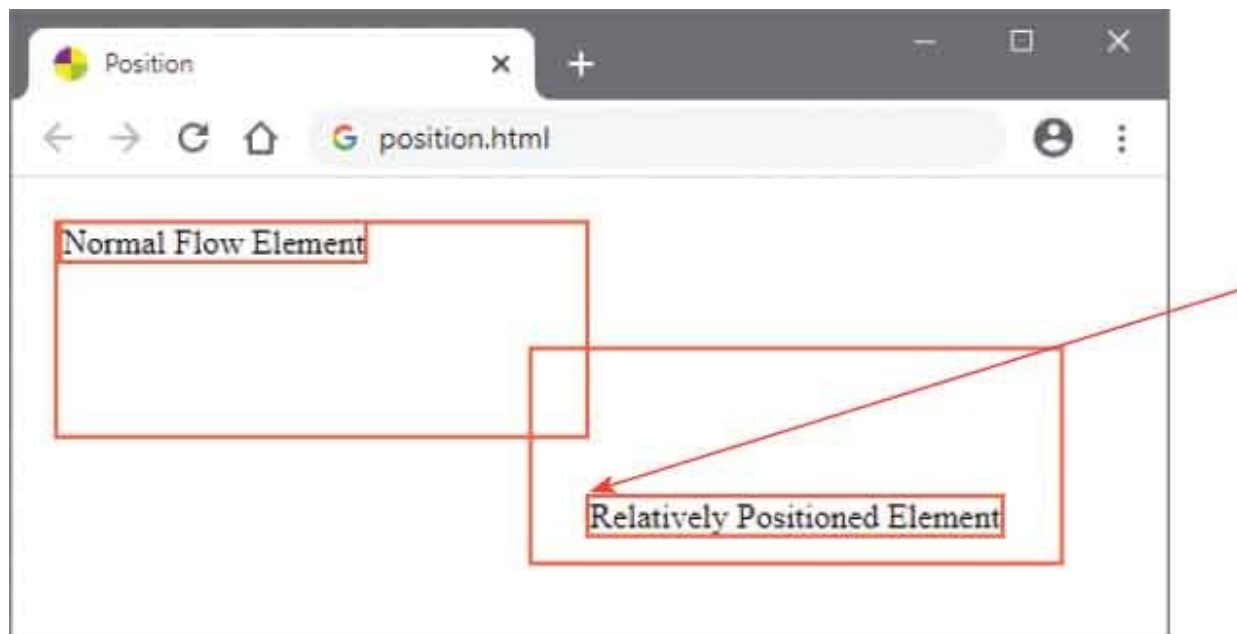 Position
position.html
Normal Flow Element
Relatively Positioned Element